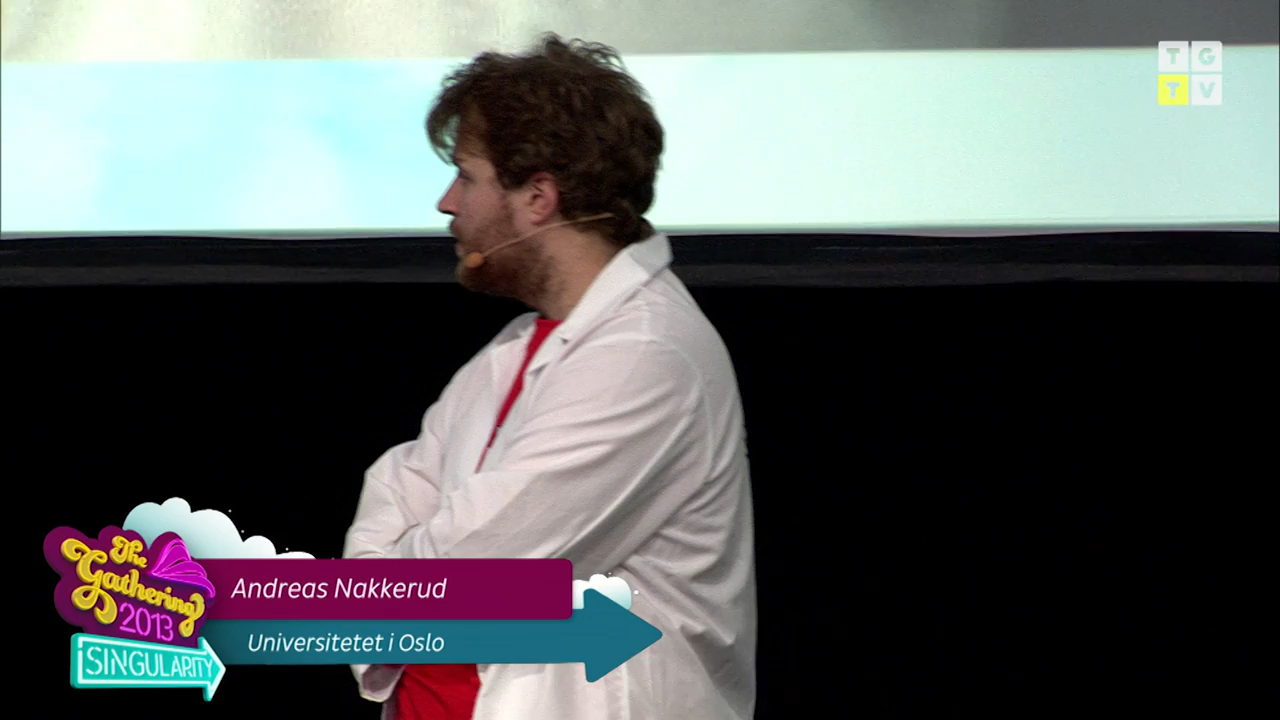 TG
TV
The
Gathering
2013
SINGULARITY
Andreas Nakkerud
Universitetet i Oslo